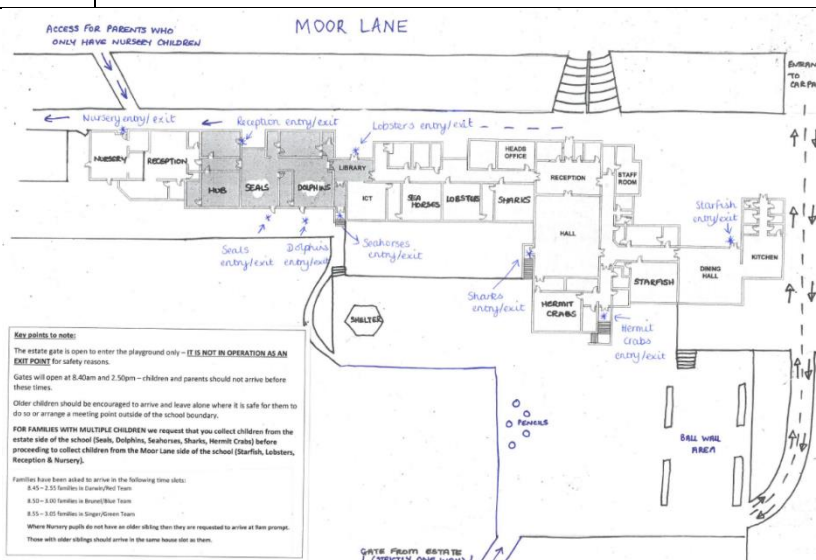 ACCESS FOR PARENTS WHO
ONLY HAVE NURSERY CHILDREN
MOOR LANE
ENTRAN
TO
CARPA
Nursery entry/exit
Reception entry/exit
Lobsters entry/exit
NURSERY
RECEPTION
HUB
SEALS
DOLPHINS
LIBRARY
ICT
SEA
HORSES
LOBSTERS
SHARKS
HEADS
OFFICE
RECEPTION
STAFF
ROOM
HALL
Starfish
entry/exit
KITCHEN
DINING
HALL
STARFISH
HERMIT
CRABS
Seals
entry/exit
Dolphins
entry/exit
Seahorses
entry/exit
Sharks
entry/exit
Hermit
Crabs
entry/exit
SHELTER
PENCILS
BALL WALL
AREA
GATE FROM ESTATE
(STRICTLY ONE WAY)
Key points to note:
The estate gate is open to enter the playground only – IT IS NOT IN OPERATION AS AN
EXIT POINT for safety reasons.
Gates will open at 8.40am and 2.50pm – children and parents should not arrive before
these times.
Older children should be encouraged to arrive and leave alone where it is safe for them to
do so or arrange a meeting point outside of the school boundary.
FOR FAMILIES WITH MULTIPLE CHILDREN we request that you collect children from the
estate side of the school (Seals, Dolphins, Seahorses, Sharks, Hermit Crabs) before
proceeding to collect children from the Moor Lane side of the school (Starfish, Lobsters,
Reception & Nursery).
Families have been asked to arrive in the following time slots:
8.45 – 2.55 families in Darwin/Red Team
8.50 – 3.00 families in Brunel/Blue Team
8.55 – 3.05 families in Singer/Green Team
Where Nursery pupils do not have an older sibling then they are requested to arrive at 9am prompt.
Those with older siblings should arrive in the same house slot as them.